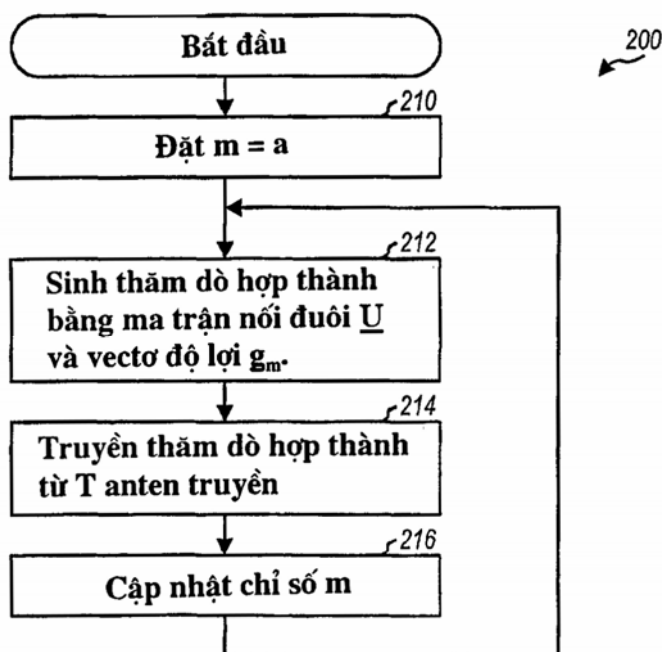 Bắt đầu
200
210
Đặt m = a
212
Sinh thăm dò hợp thành
bằng ma trận nối đuôi U
và vectơ độ lợi gm.
214
Truyền thăm dò hợp thành
từ T anten truyền
216
Cập nhật chỉ số m